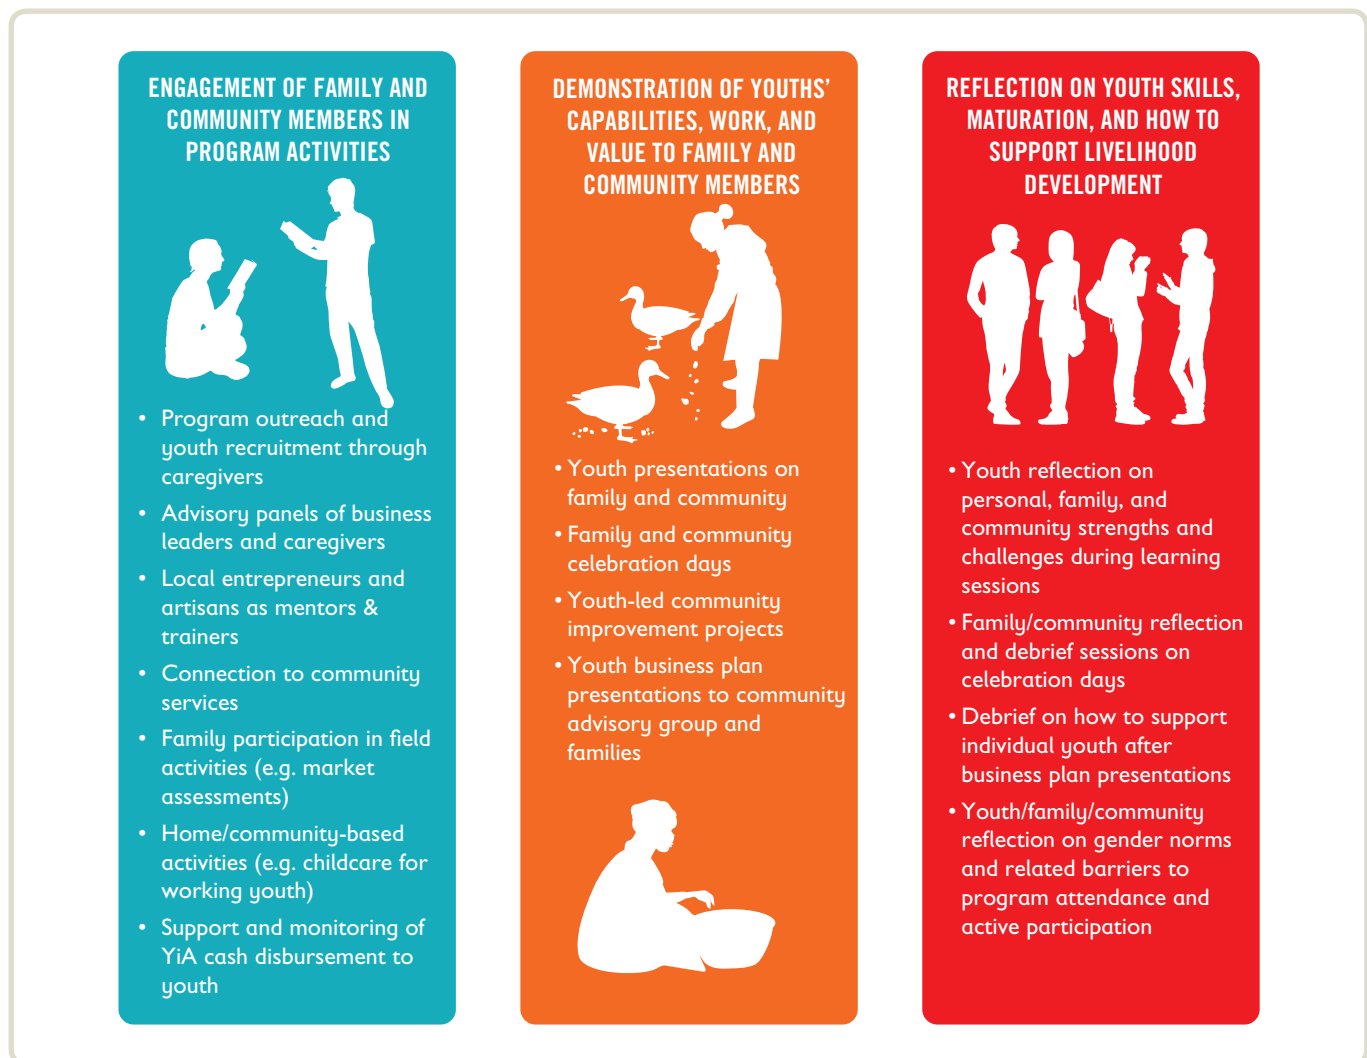 ENGAGEMENT OF FAMILY AND
COMMUNITY MEMBERS IN
PROGRAM ACTIVITIES
• Program outreach and
youth recruitment through
caregivers
• Advisory panels of business
leaders and caregivers
• Local entrepreneurs and
artisans as mentors &
trainers
• Connection to community
services
• Family participation in field
activities (e.g. market
assessments)
• Home/community-based
activities (e.g. childcare for
working youth)
• Support and monitoring of
YiA cash disbursement to
youth
DEMONSTRATION OF YOUTHS’
CAPABILITIES, WORK, AND
VALUE TO FAMILY AND
COMMUNITY MEMBERS
• Youth presentations on
family and community
• Family and community
celebration days
• Youth-led community
improvement projects
• Youth business plan
presentations to community
advisory group and
families
REFLECTION ON YOUTH SKILLS,
MATURATION, AND HOW TO
SUPPORT LIVELIHOOD
DEVELOPMENT
• Youth reflection on
personal, family, and
community strengths and
challenges during learning
sessions
• Family/community reflection
and debrief sessions on
celebration days
• Debrief on how to support
individual youth after
business plan presentations
• Youth/family/community
reflection on gender norms
and related barriers to
program attendance and
active participation